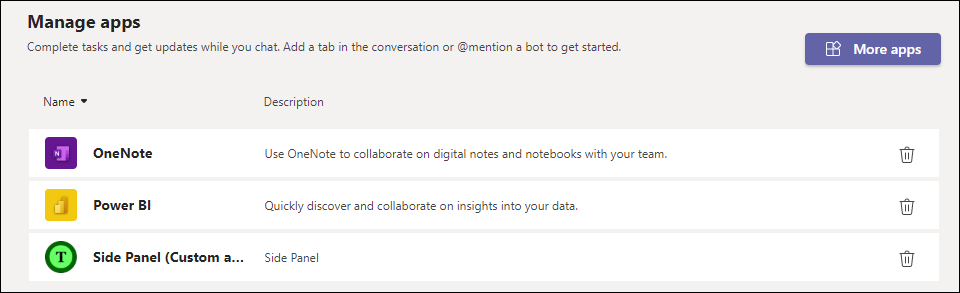 Manage apps
Complete tasks and get updates while you chat. Add a tab in the conversation or @mention a bot to get started.
More apps
Name Description
N OneNote Use OneNote to collaborate on digital notes and notebooks with your team.
Power BI Quickly discover and collaborate on insights into your data.
T Side Panel (Custom a... Side Panel